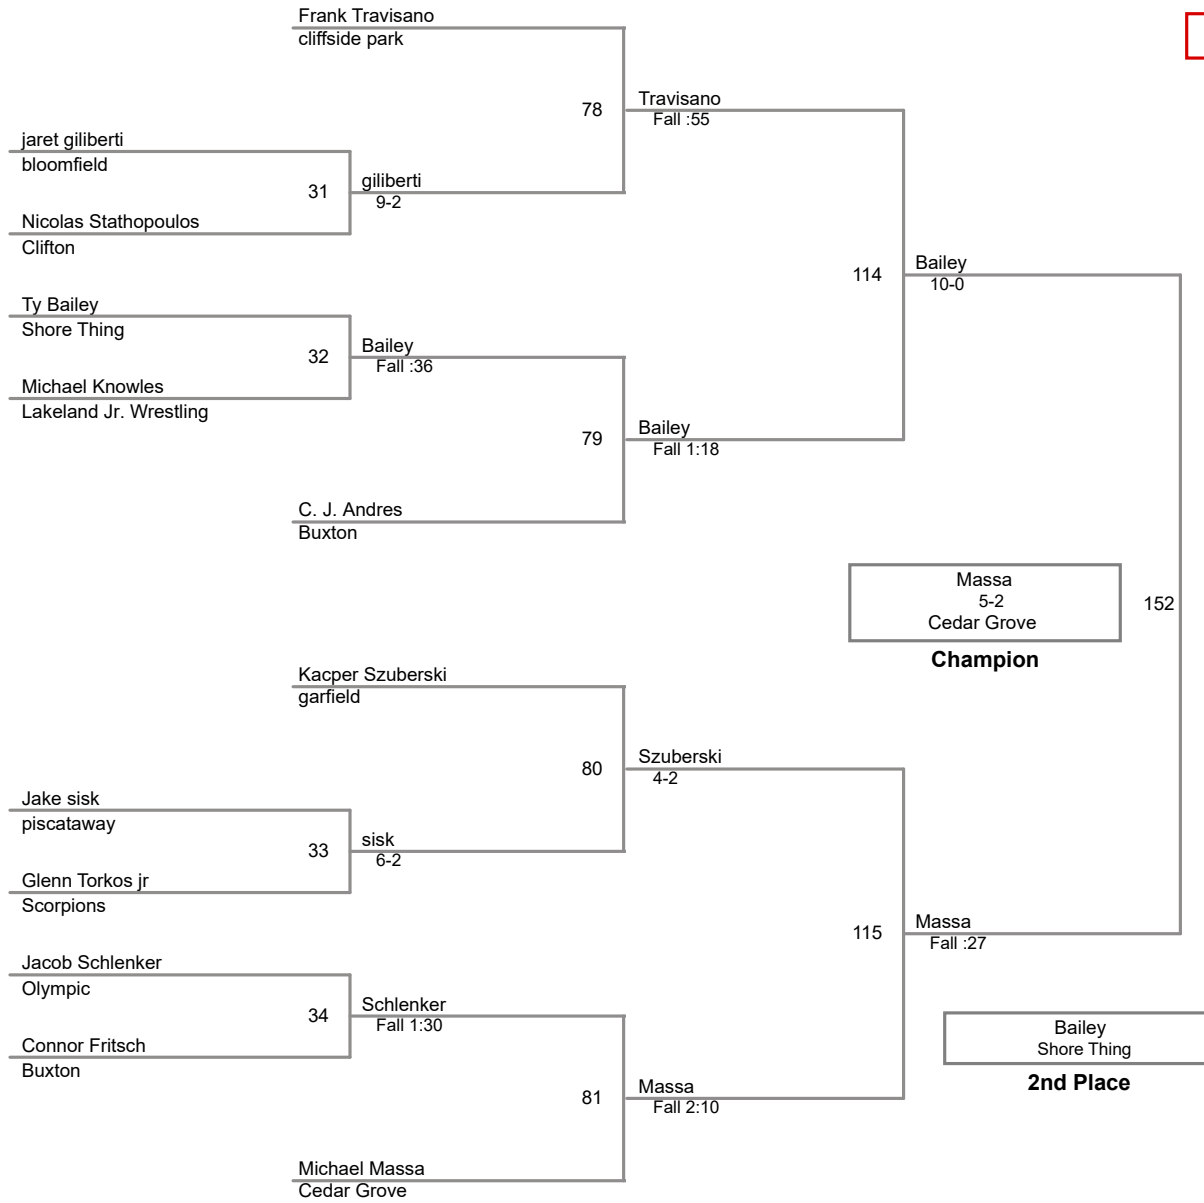 Frank Travisano
cliffside park
78
Travisano
Fall :55
jaret giliberti
bloomfield
31
giliberti
9-2
Nicolas Stathopoulos
Clifton
114
Bailey
10-0
Ty Bailey
Shore Thing
32
Bailey
Fall :36
Michael Knowles
Lakeland Jr. Wrestling
79
Bailey
Fall 1:18
C. J. Andres
Buxton
Massa
5-2
Cedar Grove
Champion
152
Kacper Szuberski
garfield
80
Szuberski
4-2
Jake sisk
piscataway
33
sisk
6-2
Glenn Torkos jr
Scorpions
115
Massa
Fall :27
Jacob Schlenker
Olympic
34
Schlenker
Fall 1:30
Connor Fritsch
Buxton
Bailey
Shore Thing
2nd Place
81
Massa
Fall 2:10
Michael Massa
Cedar Grove